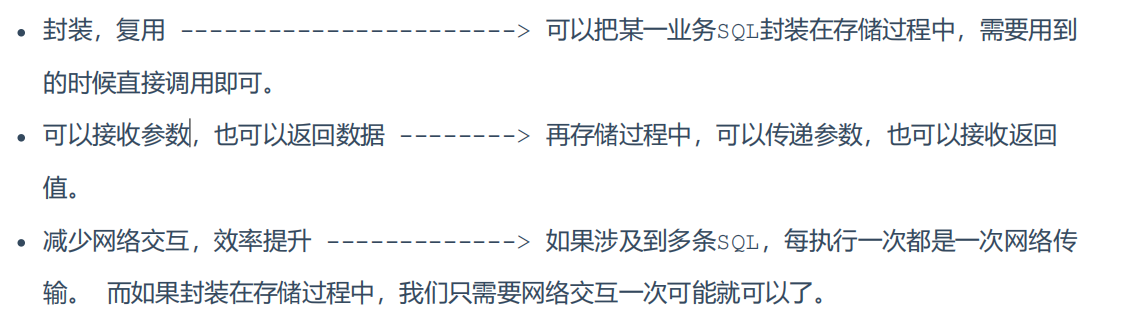 • 封装，复用 -----------------------> 可以把某一业务SQL封装在存储过程中，需要用到
的时候直接调用即可。
• 可以接收参数，也可以返回数据 --------> 再存储过程中，可以传递参数，也可以接收返回
值。
• 减少网络交互，效率提升 -------------> 如果涉及到多条SQL，每执行一次都是一次网络传
输。 而如果封装在存储过程中，我们只需要网络交互一次可能就可以了。